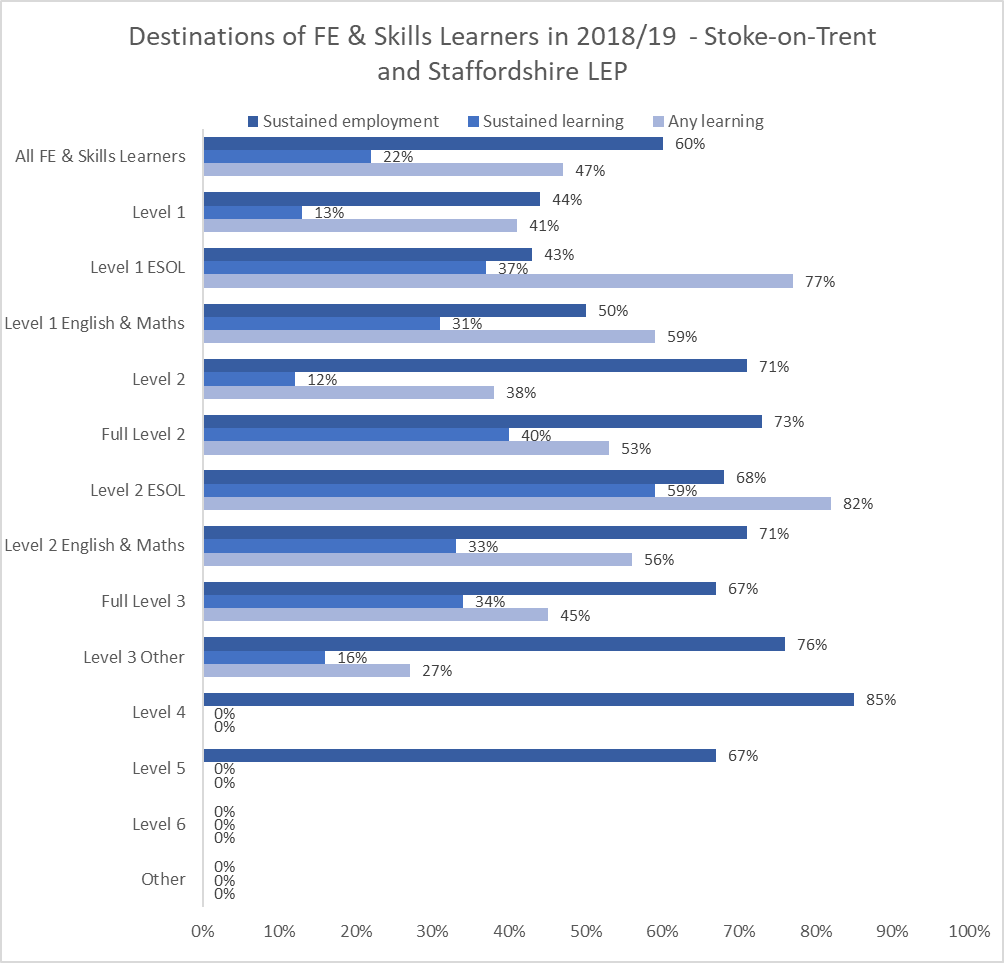 Destinations of FE & Skills Learners in 2018/19 - Stoke-on-Trent
and Staffordshire LEP
Sustained employment Sustained learning Any learning
All FE & Skills Learners
60%
22%
47%
Level 1
44%
13%
41%
Level 1 ESOL
43%
37%
77%
Level 1 English & Maths
50%
31%
59%
Level 2
71%
12%
38%
Full Level 2
73%
40%
53%
Level 2 ESOL
68%
59%
82%
Level 2 English & Maths
71%
33%
56%
Full Level 3
67%
34%
45%
Level 3 Other
76%
16%
27%
Level 4
85%
0%
0%
Level 5
67%
0%
0%
Level 6
0%
0%
0%
Other
0%
0%
0%
0% 10% 20% 30% 40% 50% 60% 70% 80% 90% 100%